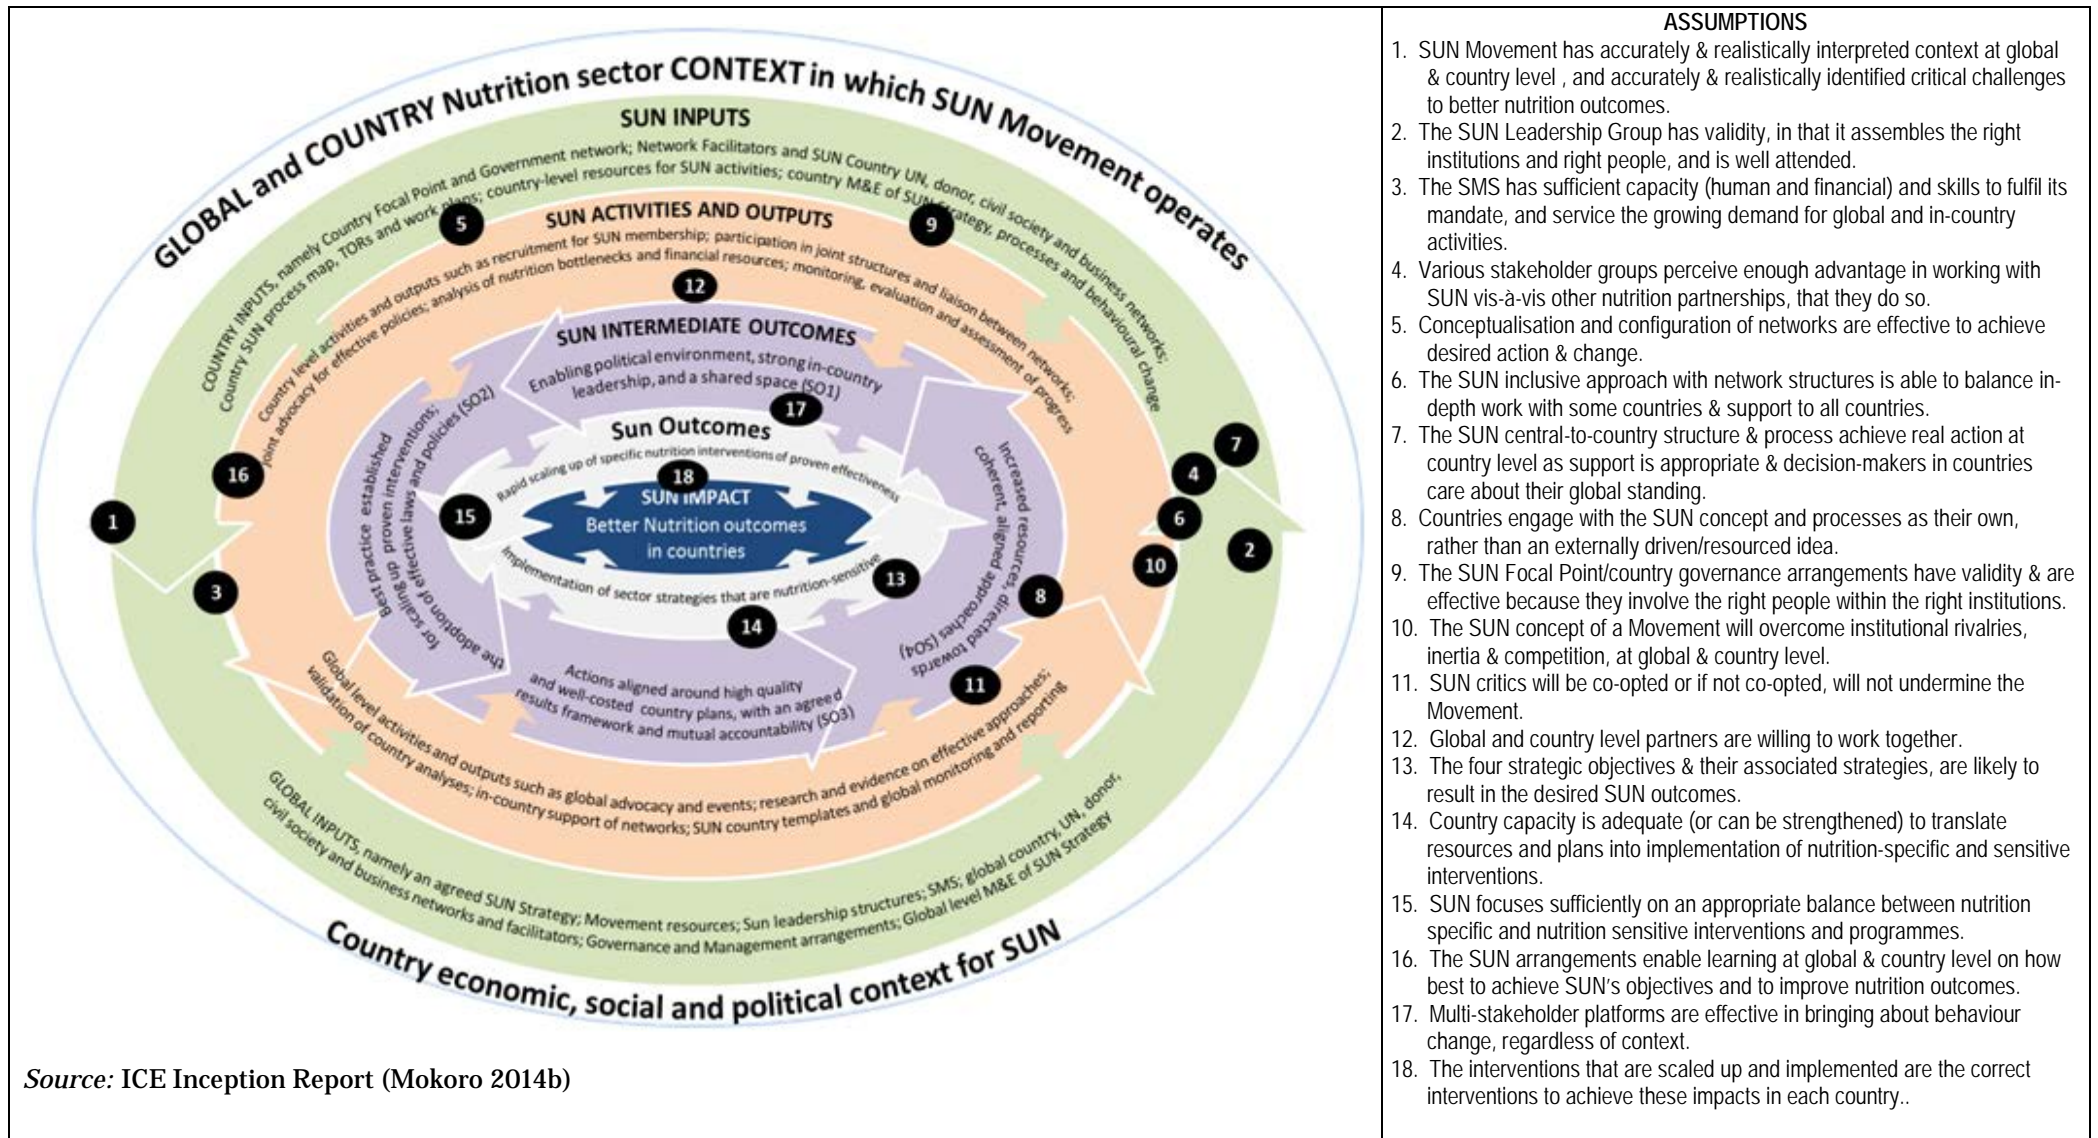 GLOBAL and COUNTRY Nutrition sector CONTEXT in which SUN Movement operates
SUN INPUTS
COUNTRY INPUTS, namely Country Focal Point and Government network; Network Facilitators and SUN Country UN, donor, civil society and business networks;
Country SUN process map, TORs and work plans; country-level resources for SUN activities; country M&E of SUN Strategy, processes and behavioural change
5
9
SUN ACTIVITIES AND OUTPUTS
Country level activities and outputs such as recruitment for SUN membership; participation in joint structures and liaison between networks;
joint advocacy for effective policies; analysis of nutrition bottlenecks and financial resources; monitoring, evaluation and assessment of progress
12
SUN INTERMEDIATE OUTCOMES
Enabling political environment, strong in-country
leadership, and a shared space (SO1)
17
Best practice established
for scaling up proven interventions;
the adoption of effective laws and policies (SO2)
Increased resources, directed towards
coherent, aligned approaches (SO4)
Sun Outcomes
Rapid scaling up of specific nutrition interventions of proven effectiveness
18
SUN IMPACT
Better Nutrition outcomes
in countries
Implementation of sector strategies that are nutrition-sensitive
16
1
3
15
13
14
8
11
7
4
6
2
10
Actions aligned around high quality
and well-costed country plans, with an agreed
results framework and mutual accountability (SO3)
Global level activities and outputs such as global advocacy and events; research and evidence on effective approaches;
validation of country analyses; in-country support of networks; SUN country templates and global monitoring and reporting
GLOBAL INPUTS, namely an agreed SUN Strategy; Movement resources; Sun leadership structures; SMS; global country, UN, donor,
civil society and business networks and facilitators; Governance and Management arrangements; Global level M&E of SUN Strategy
Country economic, social and political context for SUN
Source: ICE Inception Report (Mokoro 2014b)
ASSUMPTIONS
1. SUN Movement has accurately & realistically interpreted context at global
& country level , and accurately & realistically identified critical challenges
to better nutrition outcomes.
2. The SUN Leadership Group has validity, in that it assembles the right
institutions and right people, and is well attended.
3. The SMS has sufficient capacity (human and financial) and skills to fulfil its
mandate, and service the growing demand for global and in-country
activities.
4. Various stakeholder groups perceive enough advantage in working with
SUN vis-à-vis other nutrition partnerships, that they do so.
5. Conceptualisation and configuration of networks are effective to achieve
desired action & change.
6. The SUN inclusive approach with network structures is able to balance in-
depth work with some countries & support to all countries.
7. The SUN central-to-country structure & process achieve real action at
country level as support is appropriate & decision-makers in countries
care about their global standing.
8. Countries engage with the SUN concept and processes as their own,
rather than an externally driven/resourced idea.
9. The SUN Focal Point/country governance arrangements have validity & are
effective because they involve the right people within the right institutions.
10. The SUN concept of a Movement will overcome institutional rivalries,
inertia & competition, at global & country level.
11. SUN critics will be co-opted or if not co-opted, will not undermine the
Movement.
12. Global and country level partners are willing to work together.
13. The four strategic objectives & their associated strategies, are likely to
result in the desired SUN outcomes.
14. Country capacity is adequate (or can be strengthened) to translate
resources and plans into implementation of nutrition-specific and sensitive
interventions.
15. SUN focuses sufficiently on an appropriate balance between nutrition
specific and nutrition sensitive interventions and programmes.
16. The SUN arrangements enable learning at global & country level on how
best to achieve SUN's objectives and to improve nutrition outcomes.
17. Multi-stakeholder platforms are effective in bringing about behaviour
change, regardless of context.
18. The interventions that are scaled up and implemented are the correct
interventions to achieve these impacts in each country..